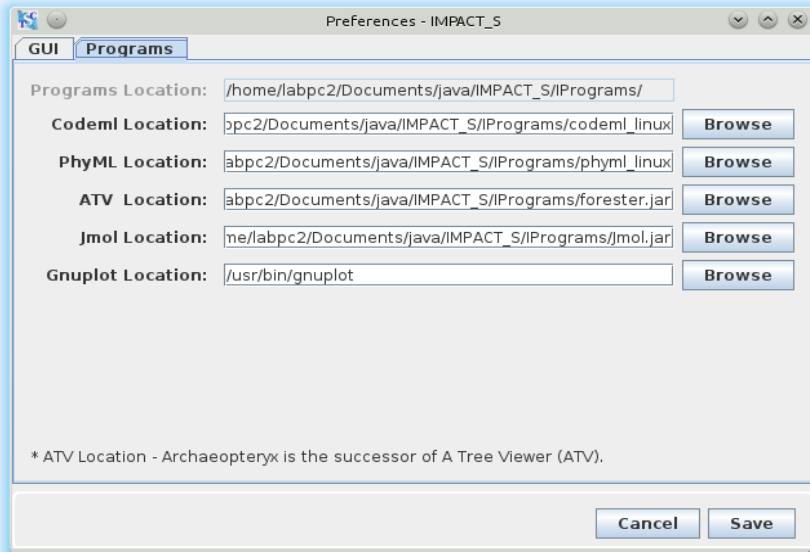 Preferences - IMPACT_S
GUI Programs
Programs Location: /home/labpc2/Documents/java/IMPACT_S/IPrograms/
Codeml Location: pc2/Documents/java/IMPACT_S/IPrograms/codeml_linux Browse
PhyML Location: abpc2/Documents/java/IMPACT_S/IPrograms/phyml_linux Browse
ATV Location: abpc2/Documents/java/IMPACT_S/IPrograms/forester.jar Browse
Jmol Location: me/labpc2/Documents/java/IMPACT_S/IPrograms/Jmol.jar Browse
Gnuplot Location: /usr/bin/gnuplot Browse
* ATV Location - Archaeopteryx is the successor of A Tree Viewer (ATV).
Cancel Save